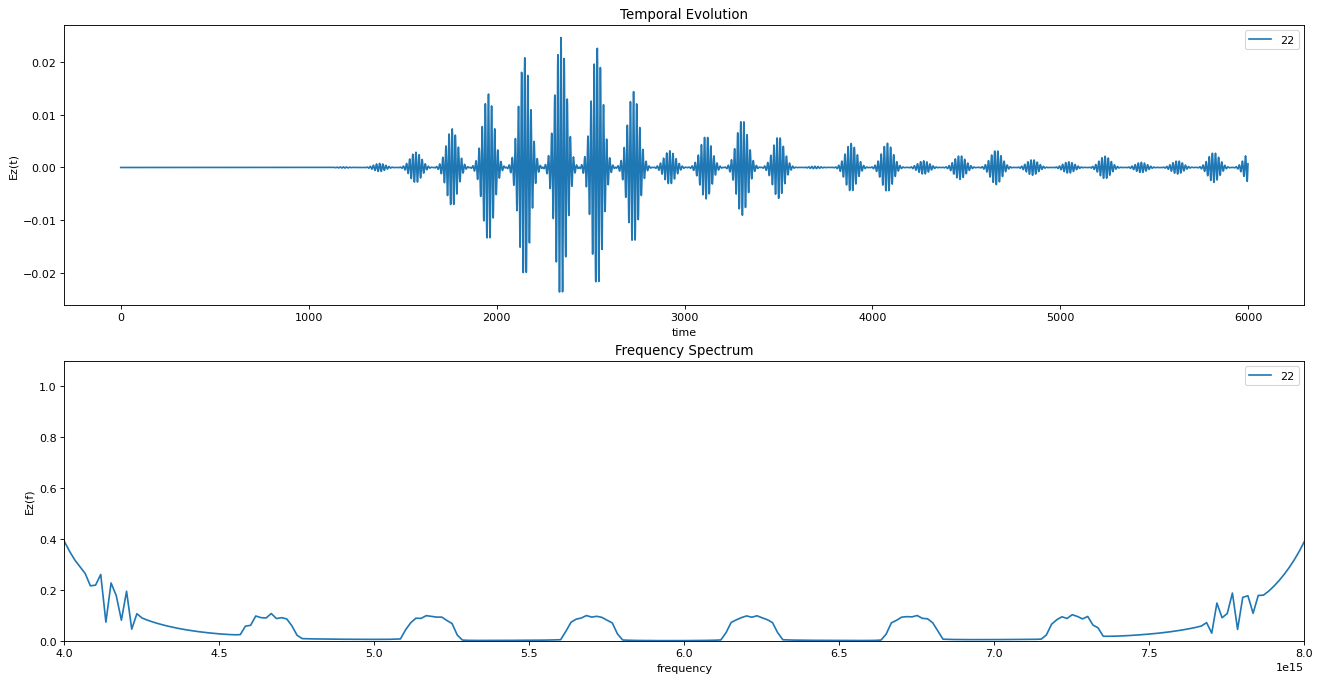 Temporal Evolution
22
Ez(t)
0.02
0.01
0.00
−0.01
−0.02
0 1000 2000 3000 4000 5000 6000
time
Frequency Spectrum
22
Ez(f)
1.0
0.8
0.6
0.4
0.2
0.0
4.0 4.5 5.0 5.5 6.0 6.5 7.0 7.5 8.0
frequency
1e15